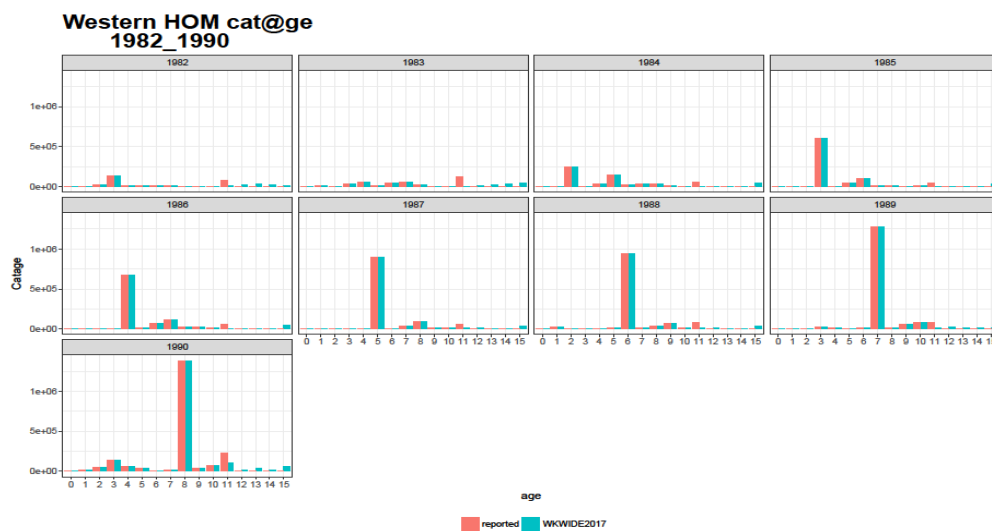 Western HOM cat@ge
1982_1990
1982 1983 1984 1985
1e+06
5e+05
0e+00
1986 1987 1988 1989
1e+06
5e+05
0e+00
0 1 2 3 4 5 6 7 8 9 10 11 12 13 14 15 0 1 2 3 4 5 6 7 8 9 10 11 12 13 14 15 0 1 2 3 4 5 6 7 8 9 10 11 12 13 14 15
1990
1e+06
5e+05
0e+00
0 1 2 3 4 5 6 7 8 9 10 11 12 13 14 15
Catage
age
reported WKWIDE2017